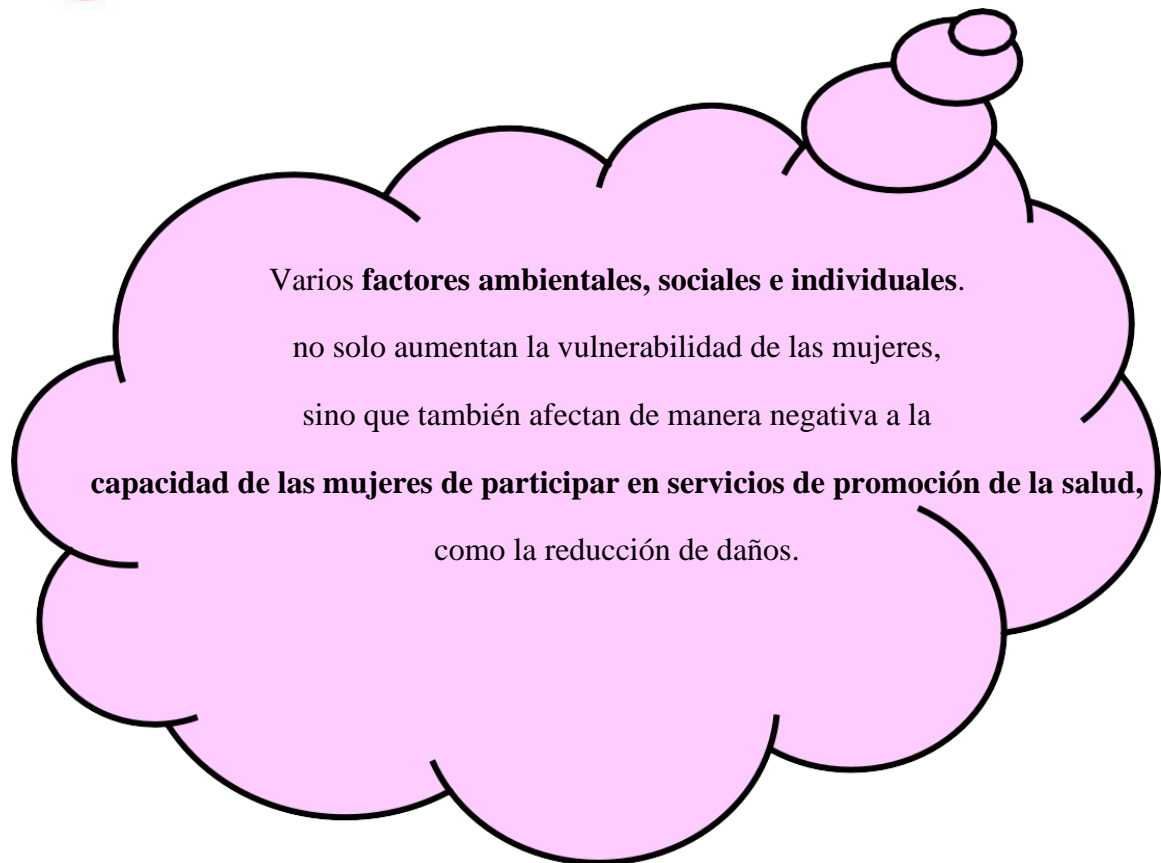 Varios factores ambientales, sociales e individuales.
no solo aumentan la vulnerabilidad de las mujeres,
sino que también afectan de manera negativa a la
capacidad de las mujeres de participar en servicios de promoción de la salud,
como la reducción de daños.